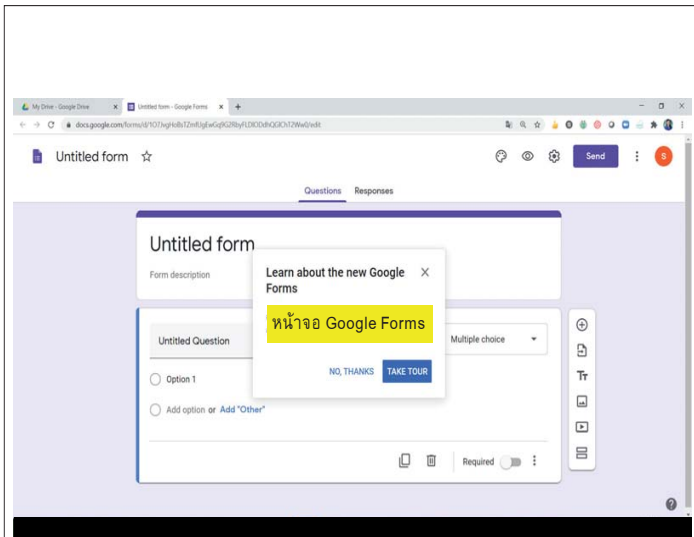 My Drive - Google Drive
Untitled form - Google Forms
Untitled form
Send
S
Questions Responses
Untitled form
Form description
Learn about the new Google
Forms
หน้าจอ Google Forms
Untitled Question
Multiple choice
NO, THANKS TAKE TOUR
Option 1
Add option or Add "Other"
Required